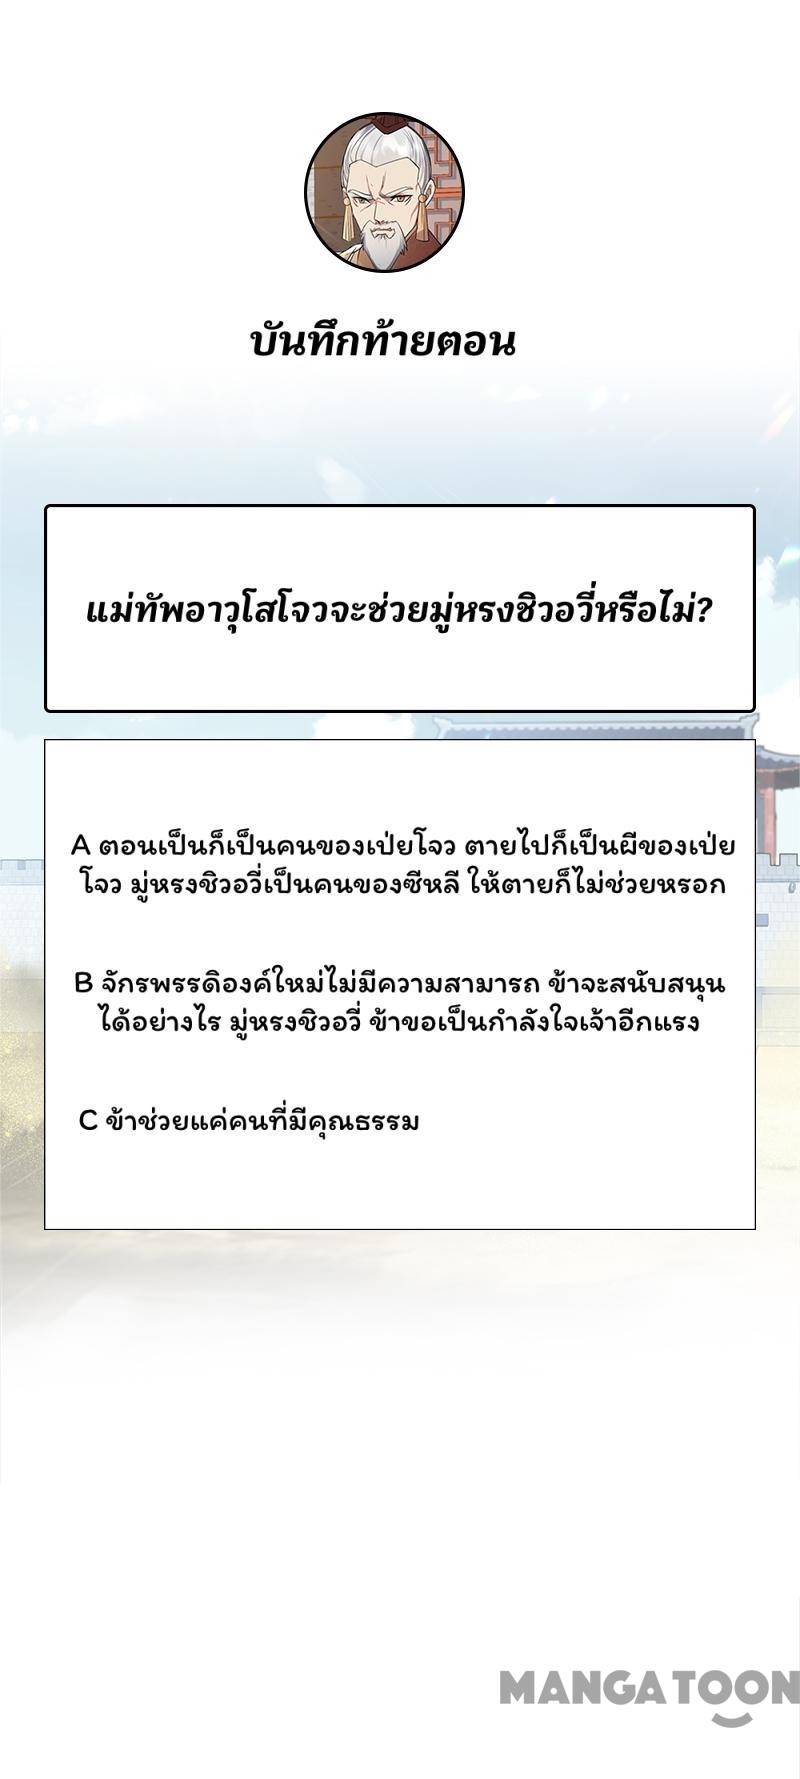 บันทึกท้ายตอน
แม่ทัพอาวุโสโจวจะช่วยมู่หรงชิวอวี่หรือไม่?
A ตอนเป็นก็เป็นคนของเป่ยโจว ตายไปก็เป็นผีของเป่ย
โจว มู่หรงชิวอวี่เป็นคนของซีหลี ให้ตายก็ไม่ช่วยหรอก
B จักรพรรดิองค์ใหม่ไม่มีความสามารถ ข้าจะสนับสนุน
ได้อย่างไร มู่หรงชิวอวี่ ข้าขอเป็นกำลังใจเจ้าอีกแรง
C ข้าช่วยแค่คนที่มีคุณธรรม
MANGATOON